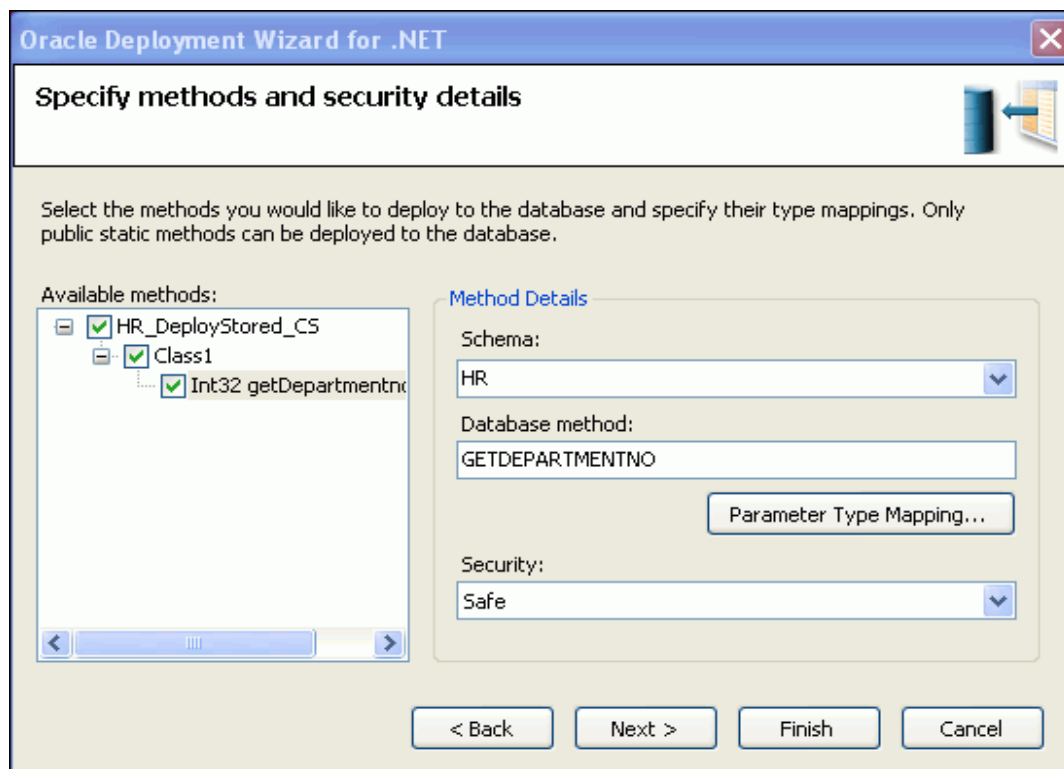 Oracle Deployment Wizard for .NET
Specify methods and security details
Select the methods you would like to deploy to the database and specify their type mappings. Only
public static methods can be deployed to the database.
Available methods:
HR_DeployStored_CS
Class1
Int32 getDepartmentno
Method Details
Schema:
HR
Database method:
GETDEPARTMENTNO
Parameter Type Mapping...
Security:
Safe
< Back
Next >
Finish
Cancel